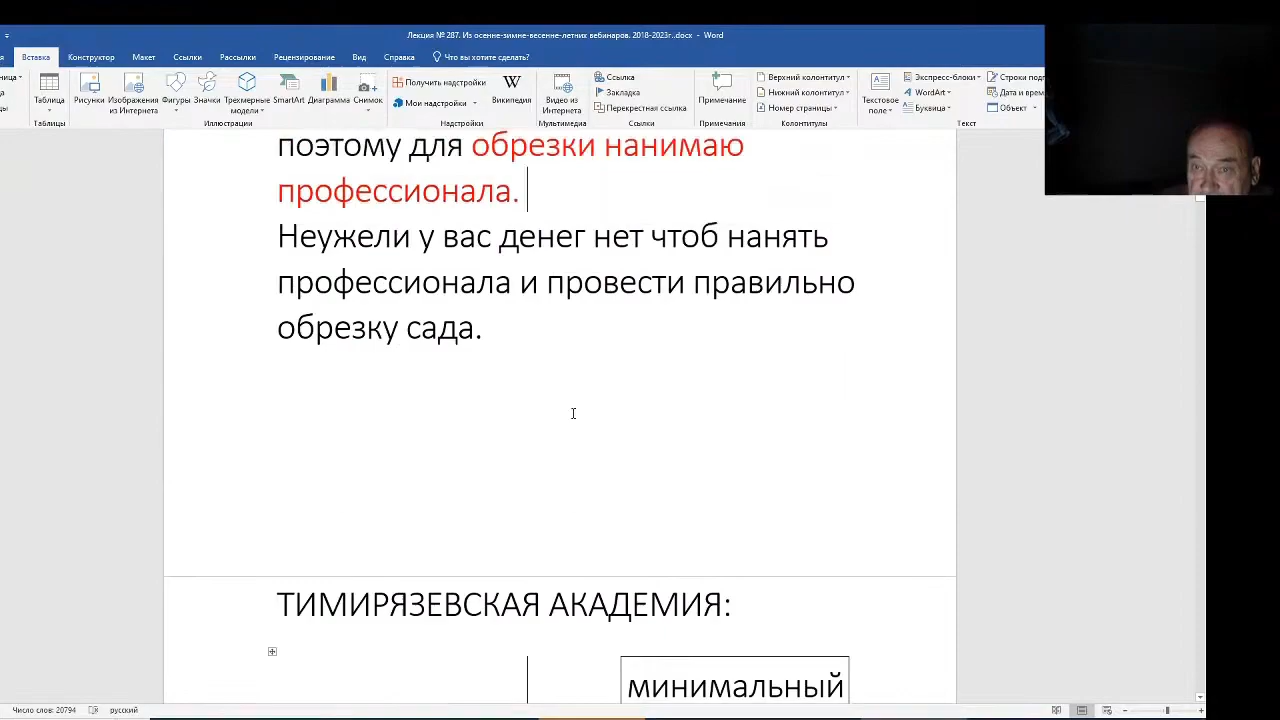 Лекция № 287. Из осенне-зимне-весенне-летних вебинаров. 2018-2023г..docx - Word
Вставка Конструктор Макет Ссылки Рассылки Рецензирование Вид Справка Что вы хотите сделать?
Таблица
Таблицы
Рисунки
Изображения из Интернета
Фигуры
Значки
Трехмерные модели
SmartArt
Диаграмма
Снимок
Иллюстрации
Получить надстройки
Мои надстройки
Википедия
Надстройки
Видео из Интернета
Мультимедиа
Ссылка
Закладка
Перекрестная ссылка
Ссылки
Примечание
Примечания
Верхний колонтитул
Нижний колонтитул
Номер страницы
Колонтитулы
Текстовое поле
Экспресс-блоки
WordArt
Буквица
Строки
Дата и
Объект
Текст
поэтому для обрезки нанимаю
профессионала.
Неужели у вас денег нет чтоб нанять
профессионала и провести правильно
обрезку сада.
ТИМИРЯЗЕВСКАЯ АКАДЕМИЯ:
минимальный
Число слов: 20794 русский